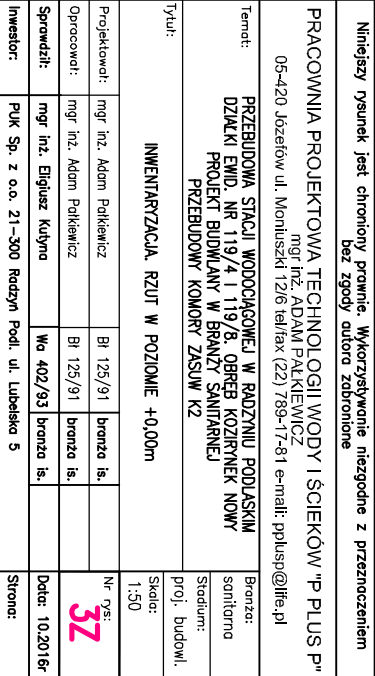 Niniejszy rysunek jest chroniony prawnie. Wykorzystywanie niezgodne z przeznaczeniem
bez zgody autora zabronione
PRACOWNIA PROJEKTOWA TECHNOLOGII WODY I ŚCIEKÓW "P PLUS P"
mgr inż. ADAM PAŁKIEWICZ
05-420 Józefów ul. Moniuszki 12/6 tel/fax (22) 789-17-81 e-mali: pplusp@life.pl
Temat:
PRZEBUDOWA STACJI WODOCIĄGOWEJ W RADZYNIU PODLASKIM
DZIAŁKI EWID. NR 119/4 I 119/8, OBRĘB KOZIRYNEK NOWY
PROJEKT BUDWLANY W BRANŻY SANITARNEJ
PRZEBUDOWY KOMORY ZASUW K2
Branża:
sanitarna
Stadium:
proj. budowl.
Tytuł:
INWENTARYZACJA. RZUT W POZIOMIE +0,00m
Skala:
1:50
Projektował: mgr inż. Adam Pałkiewicz Bł 125/91 branża is.
Opracował: mgr inż. Adam Pałkiewicz Bł 125/91 branża is.
Nr rys:
3Z
Sprawdził: mgr inż. Eligiusz Kutyna Wa 402/93 branża is.
Data: 10.2016r
Inwestor: PUK Sp. z o.o. 21-300 Radzyń Podl. ul. Lubelska 5
Strona: